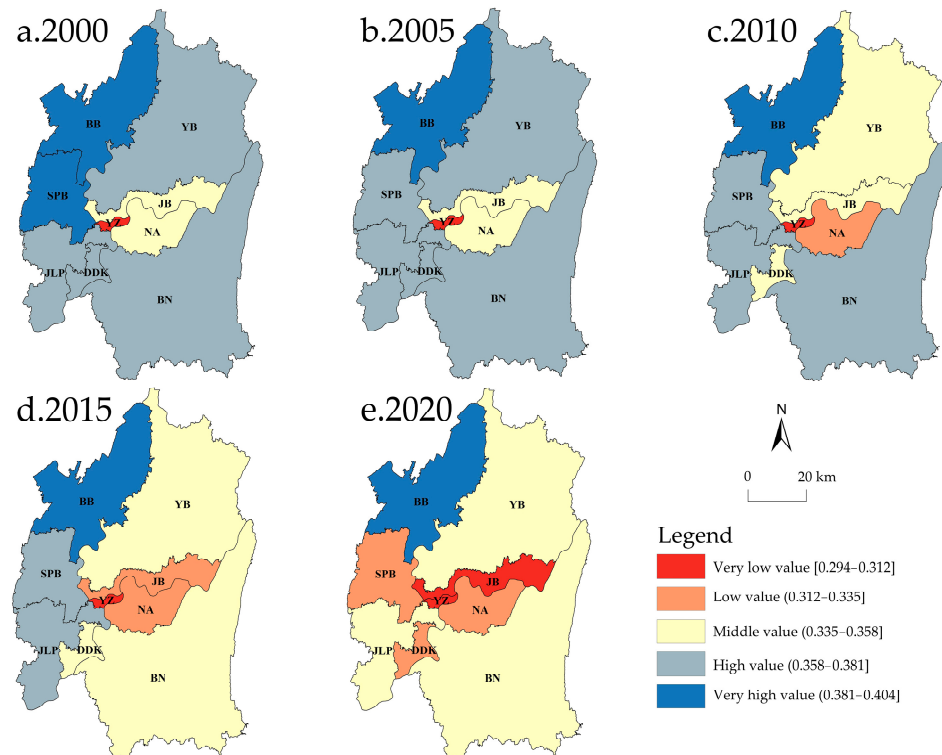 a.2000
b.2005
c.2010
BB
YB
SPB
JB
YZ
NA
JLP
DDK
BN
BB
YB
SPB
JB
YZ
NA
JLP
DDK
BN
BB
YB
SPB
JB
YZ
NA
JLP
DDK
BN
d.2015
e.2020
BB
YB
SPB
JB
YZ
NA
JLP
DDK
BN
BB
YB
SPB
JB
YZ
NA
JLP
DDK
BN
N
0 20 km
Legend
Very low value [0.294–0.312]
Low value (0.312–0.335]
Middle value (0.335–0.358]
High value (0.358–0.381]
Very high value (0.381–0.404]